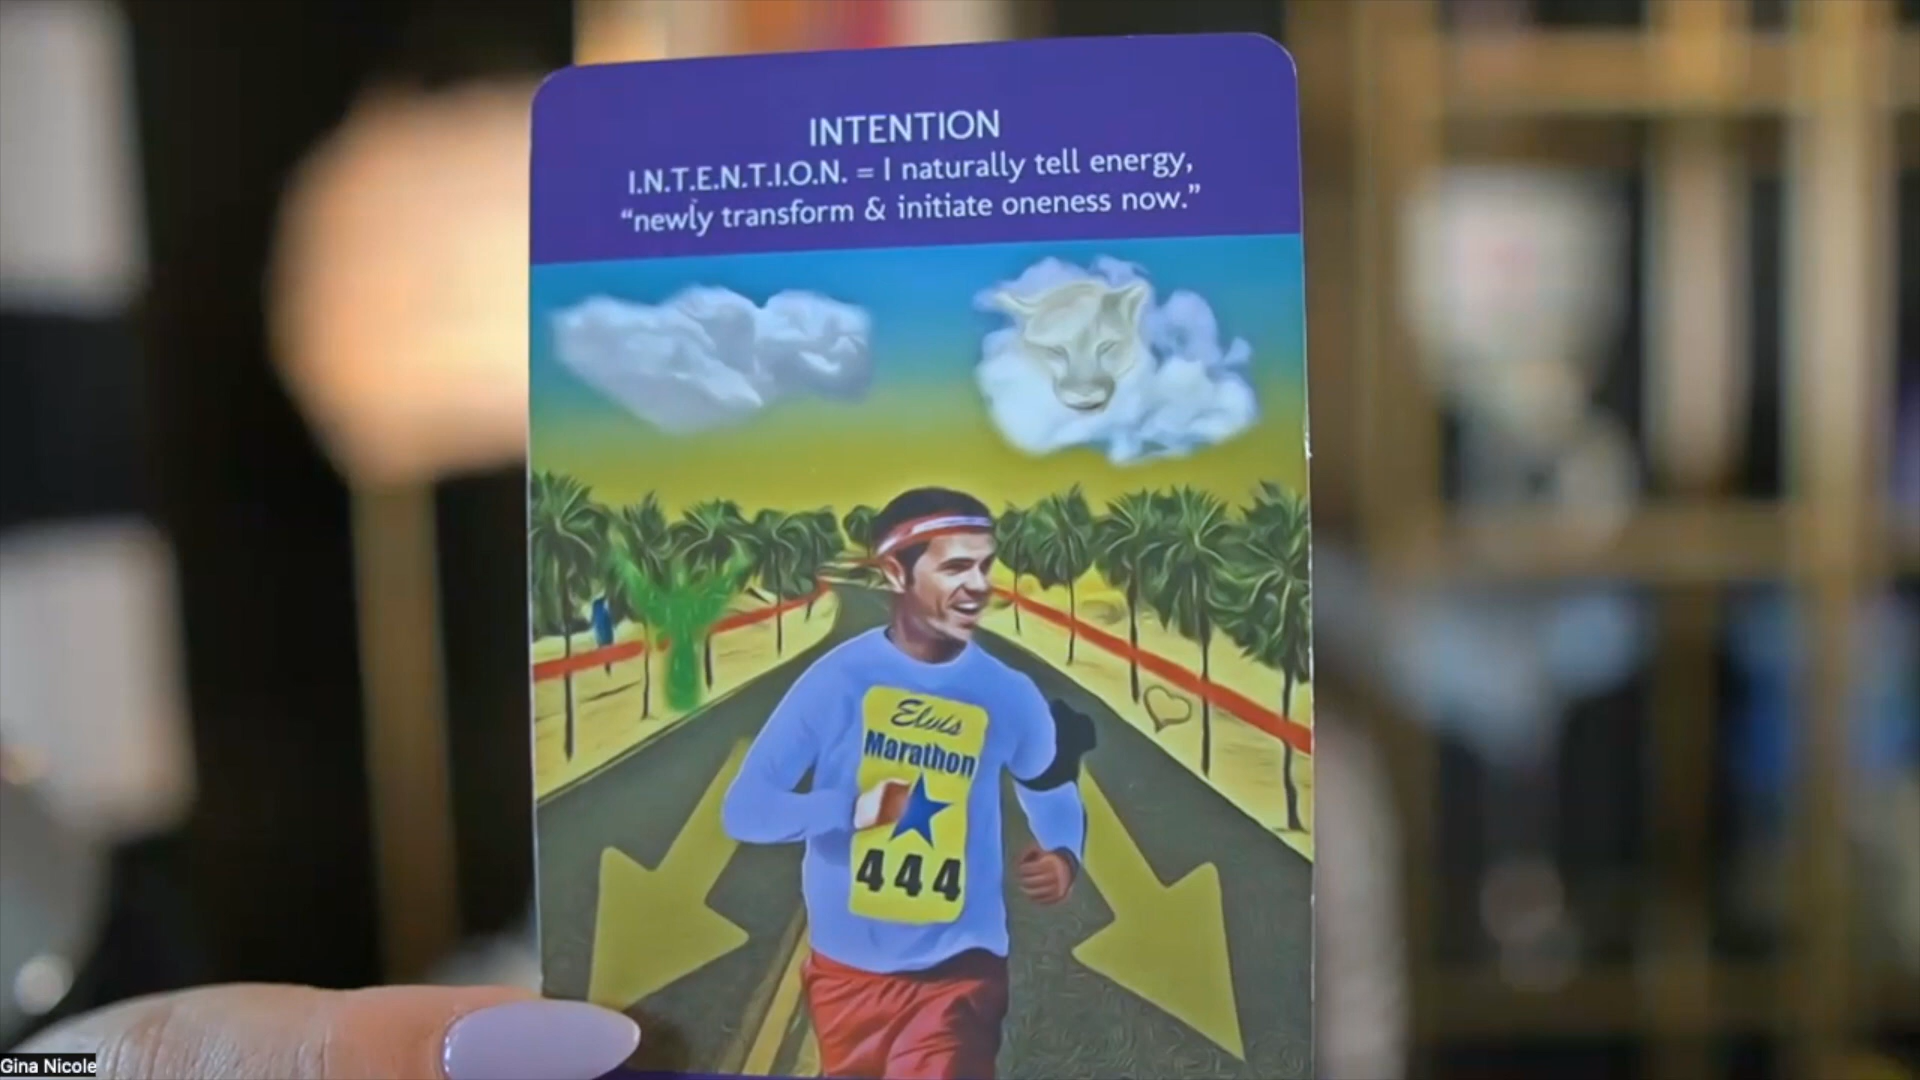 INTENTION
I.N.T.E.N.T.I.O.N. = I naturally tell energy,
"newly transform & initiate oneness now."
Elvis
Marathon
444
Gina Nicole